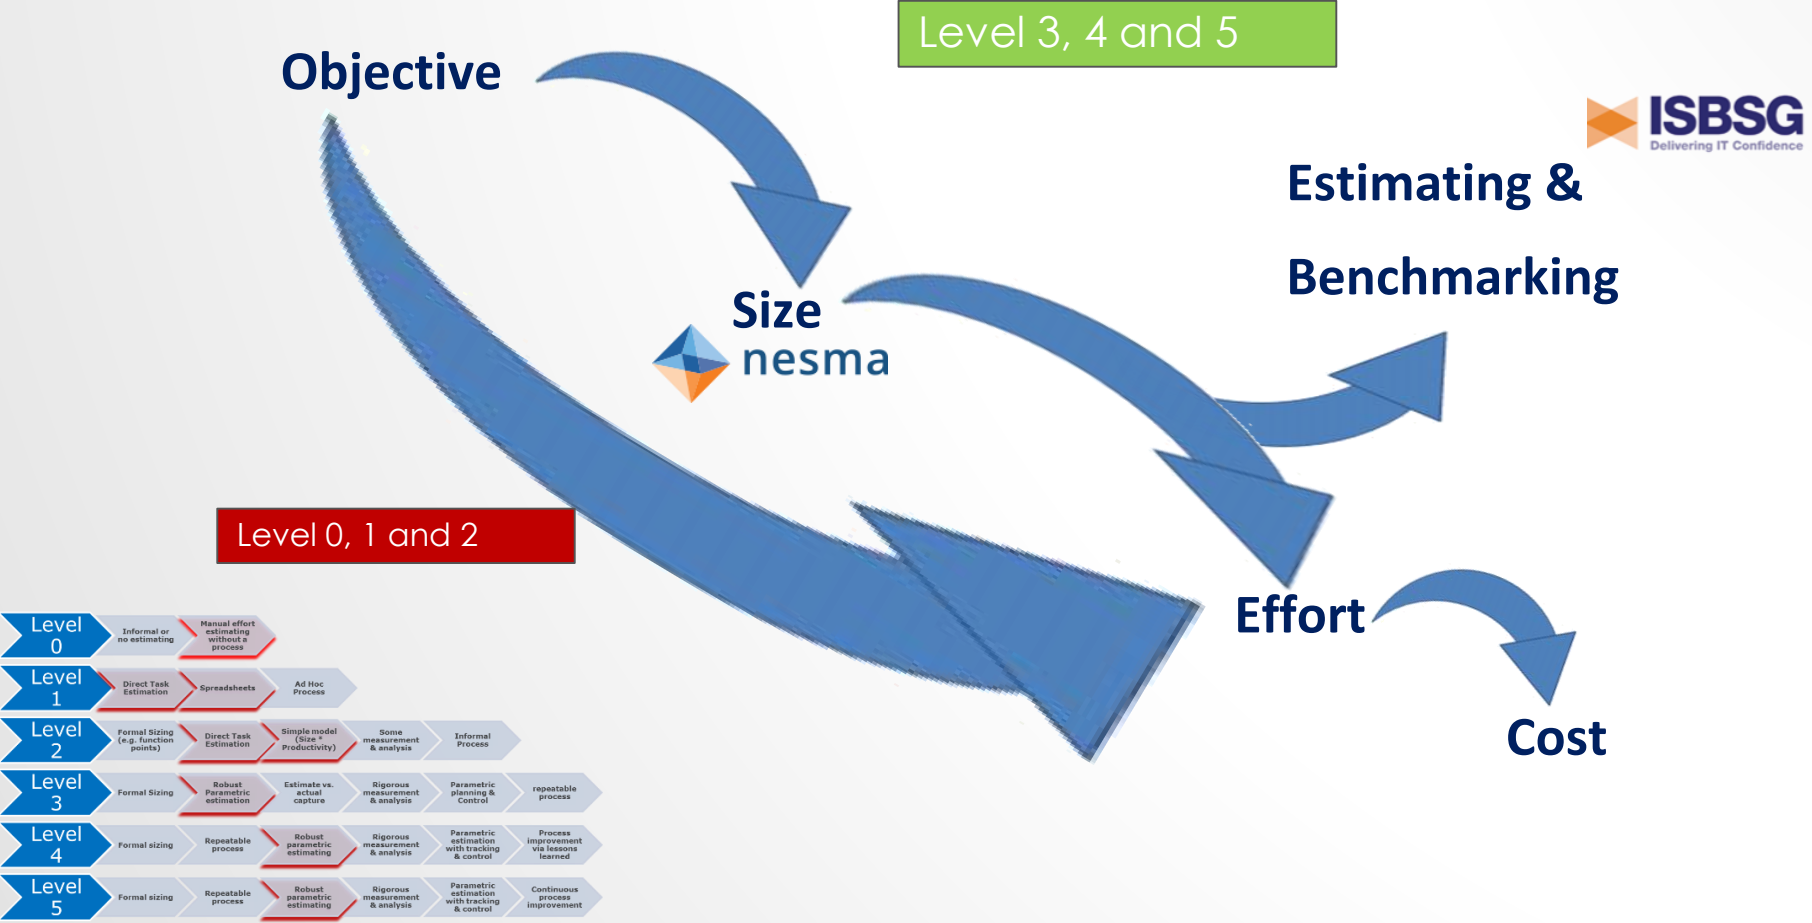 Level 3, 4 and 5
Objective
ISBSG
Delivering IT Confidence
Estimating &
Benchmarking
Size
nesma
Level 0, 1 and 2
Effort
Cost
Level
0
Informal or
no estimating
Manual effort
estimating
without a
process
Level
1
Direct Task
Estimation
Spreadsheets
Ad Hoc
Process
Level
2
Formal Sizing
(e.g. function
points)
Direct Task
Estimation
Simple model
(Size *
Productivity)
Some
measurement
& analysis
Informal
Process
Level
3
Formal Sizing
Robust
Parametric
estimation
Estimate vs.
actual
capture
Rigorous
measurement
& analysis
Parametric
planning &
Control
repeatable
process
Level
4
Formal sizing
Repeatable
process
Robust
parametric
estimating
Rigorous
measurement
& analysis
Parametric
estimation
with tracking
& control
Process
improvement
via lessons
learned
Level
5
Formal sizing
Repeatable
process
Robust
parametric
estimating
Rigorous
measurement
& analysis
Parametric
estimation
with tracking
& control
Continuous
process
improvement